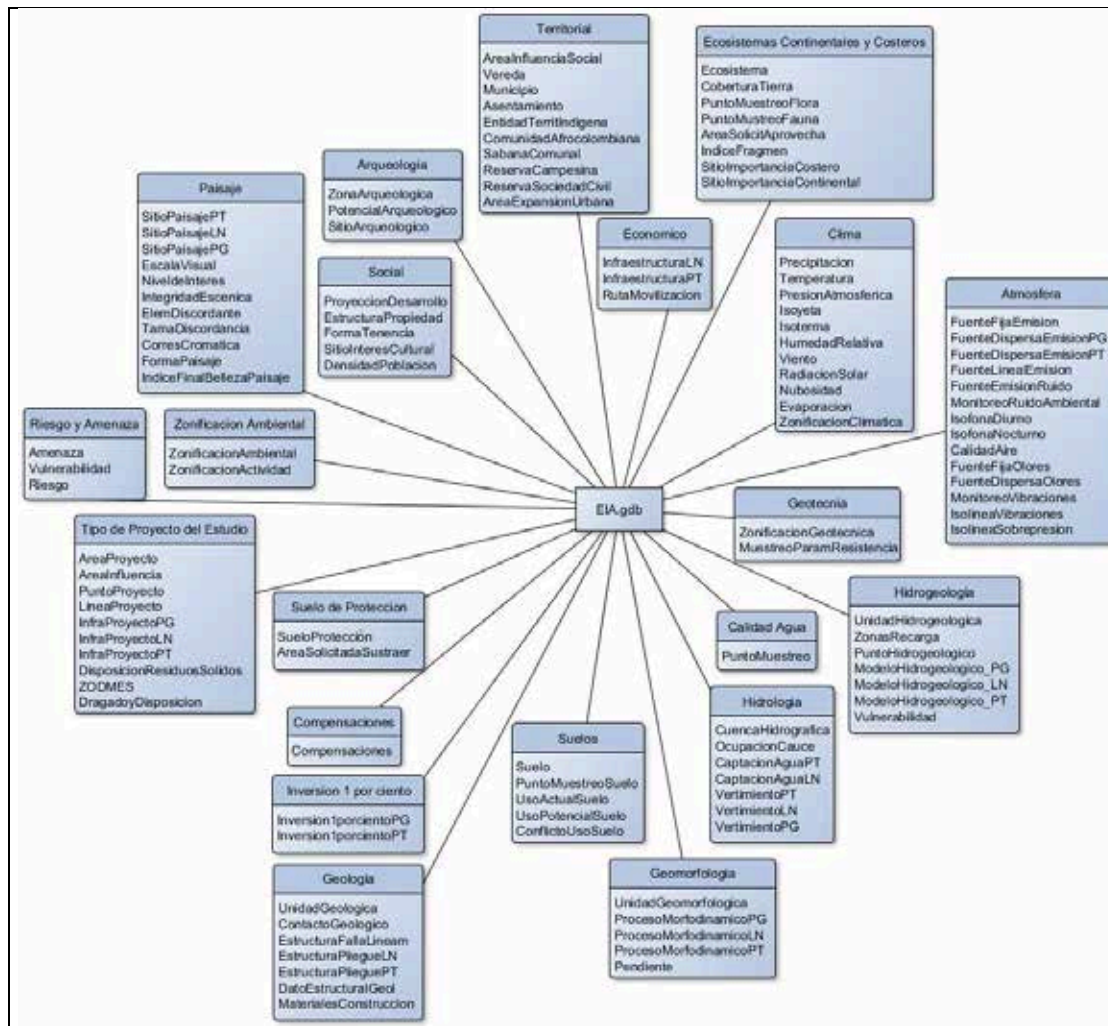 Territorial
AreaInfluenciaSocial
Vereda
Municipio
Asentamiento
EntidadTerritIndigena
ComunidadAfrocolombiana
SabanaComunal
ReservaCampesina
ReservaSociedadCivil
AreaExpansionUrbana
Ecosistemas Continentales y Costeros
Ecosistema
CoberturaTierra
PuntoMuestreoFlora
PuntoMustreoFauna
AreaSolicitAprovecha
IndiceFragmen
SitioImportanciaCostero
SitioImportanciaContinental
Arqueologia
ZonaArqueologica
PotencialArqueologico
SitioArqueologico
Paisaje
SitioPaisajePT
SitioPaisajeLN
SitioPaisajePG
EscalaVisual
NiveldeInteres
IntegridadEscenica
ElemDiscordante
TamaDiscordancia
CorresCromatica
FormaPaisaje
IndiceFinalBellezaPaisaje
Social
ProyeccionDesarrollo
EstructuraPropiedad
FormaTenencia
SitioInteresCultural
DensidadPoblacion
Economico
InfraestructuraLN
InfraestructuraPT
RutaMovilizacion
Clima
Precipitacion
Temperatura
PresionAtmosferica
Isoyeta
Isoterma
HumedadRelativa
Viento
RadiacionSolar
Nubosidad
Evaporacion
ZonificacionClimatica
Atmosfera
FuenteFijaEmision
FuenteDispersaEmisionPG
FuenteDispersaEmisionPT
FuenteLineaEmision
FuenteEmisionRuido
MonitoreoRuidoAmbiental
IsofonaDiurno
IsofonaNocturno
CalidadAire
FuenteFijaOlores
FuenteDispersaOlores
MonitoreoVibraciones
IsolineaVibraciones
IsolineaSobrepresion
Riesgo y Amenaza
Amenaza
Vulnerabilidad
Riesgo
Zonificacion Ambiental
ZonificacionAmbiental
ZonificacionActividad
EIA.gdb
Geotecnia
ZonificacionGeotecnica
MuestreoParamResistencia
Tipo de Proyecto del Estudio
AreaProyecto
AreaInfluencia
PuntoProyecto
LineaProyecto
InfraProyectoPG
InfraProyectoLN
InfraProyectoPT
DisposicionResiduosSolidos
ZODMES
DragadoyDisposicion
Suelo de Proteccion
SueloProtección
AreaSolicitadaSustraer
Calidad Agua
PuntoMuestreo
Hidrogeologia
UnidadHidrogeologica
ZonasRecarga
PuntoHidrogeologico
ModeloHidrogeologico_PG
ModeloHidrogeologico_LN
ModeloHidrogeologico_PT
Vulnerabilidad
Compensaciones
Compensaciones
Hidrologia
CuencaHidrografica
OcupacionCauce
CaptacionAguaPT
CaptacionAguaLN
VertimientoPT
VertimientoLN
VertimientoPG
Suelos
Suelo
PuntoMuestreoSuelo
UsoActualSuelo
UsoPotencialSuelo
ConflictoUsoSuelo
Inversion 1 por ciento
Inversion1porcientoPG
Inversion1porcientoPT
Geologia
UnidadGeologica
ContactoGeologico
EstructuraFallaLineam
EstructuraPliegueLN
EstructuraPlieguePT
DatoEstructuralGeol
MaterialesConstruccion
Geomorfologia
UnidadGeomorfologica
ProcesoMorfodinamicoPG
ProcesoMorfodinamicoLN
ProcesoMorfodinamicoPT
Pendiente